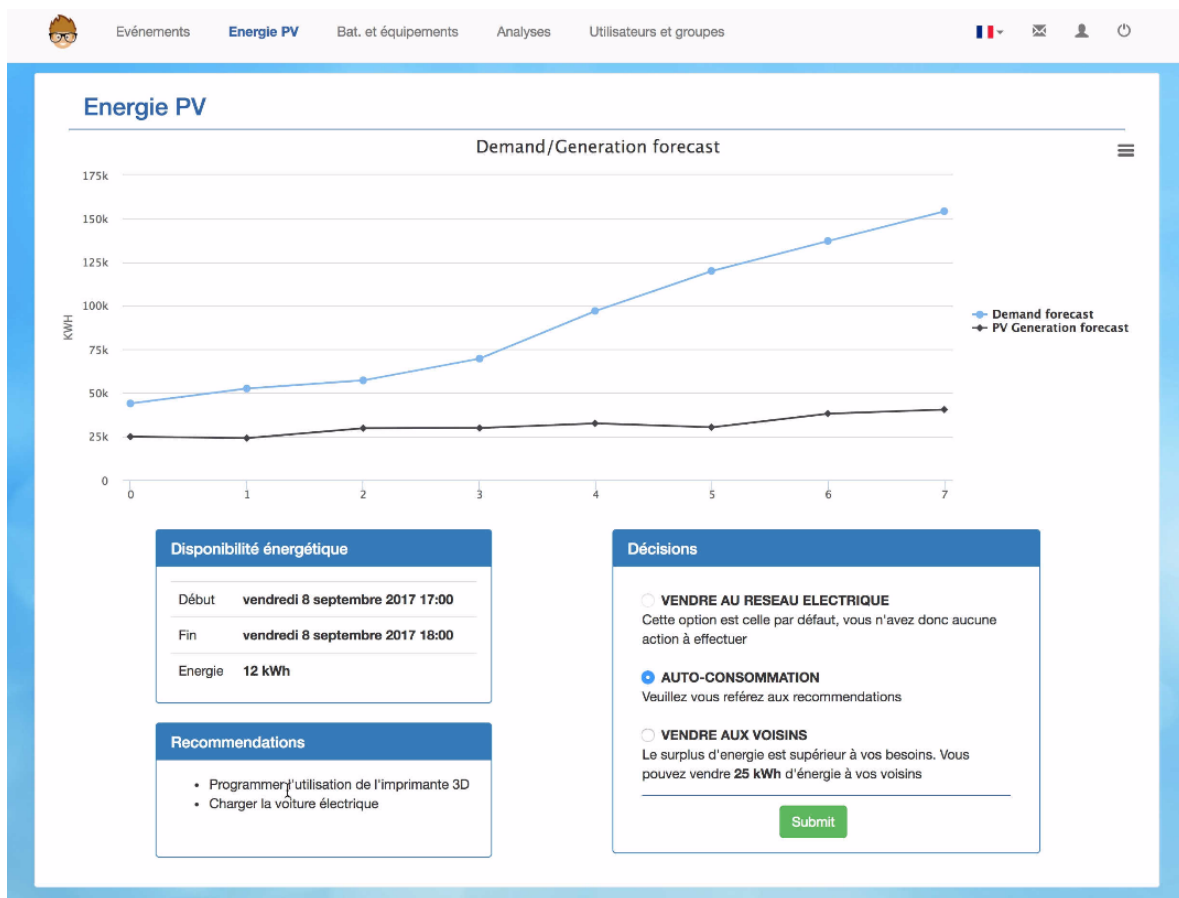 Evénements Energie PV Bat. et équipements Analyses Utilisateurs et groupes
Energie PV
Demand/Generation forecast
175k
150k
125k
100k
75k
50k
25k
0
KWH
0 1 2 3 4 5 6 7
Demand forecast
PV Generation forecast
Disponibilité énergétique
Début vendredi 8 septembre 2017 17:00
Fin vendredi 8 septembre 2017 18:00
Energie 12 kWh
Recommendations
Programmer l'utilisation de l'imprimante 3D
Charger la voiture électrique
Décisions
VENDRE AU RESEAU ELECTRIQUE
Cette option est celle par défaut, vous n'avez donc aucune
action à effectuer
AUTO-CONSOMMATION
Veuillez vous referéz aux recommendations
VENDRE AUX VOISINS
Le surplus d'energie est supérieur à vos besoins. Vous
pouvez vendre 25 kWh d'énergie à vos voisins
Submit